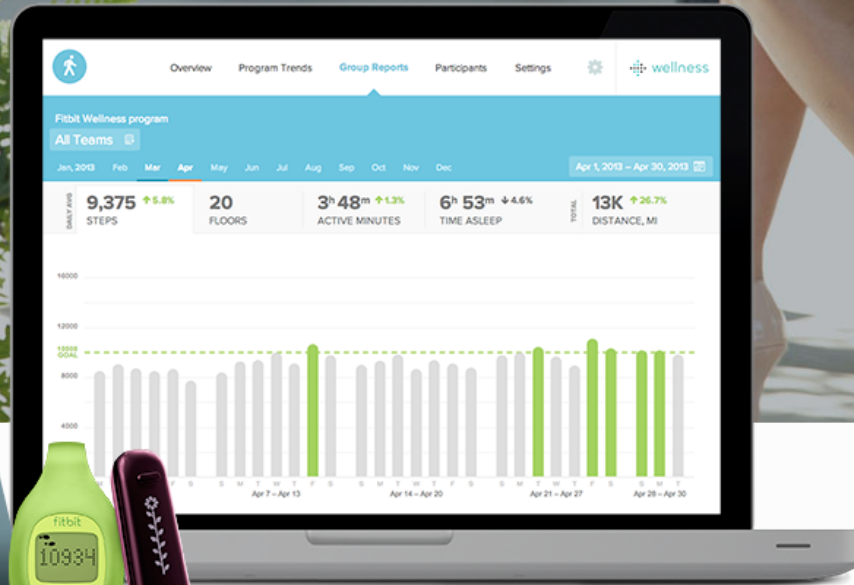 Overview Program Trends Group Reports Participants Settings wellness
Fitbit Wellness program
All Teams
Jan, 2013 Feb Mar Apr May Jun Jul Aug Sep Oct Nov Dec Apr 1, 2013 – Apr 30, 2013
DAILY AVG 9,375 ↑5.8% 20 3h 48m ↑1.3% 6h 53m ↓4.6% TOTAL 13K ↑26.7%
STEPS FLOORS ACTIVE MINUTES TIME ASLEEP DISTANCE, MI
16000
12000
GOAL
8000
4000
S M T W T F S S M T W T F S S M T W T F S S M T
Apr 7 – Apr 13 Apr 14 – Apr 20 Apr 21 – Apr 27 Apr 28 – Apr 30
fitbit
10934